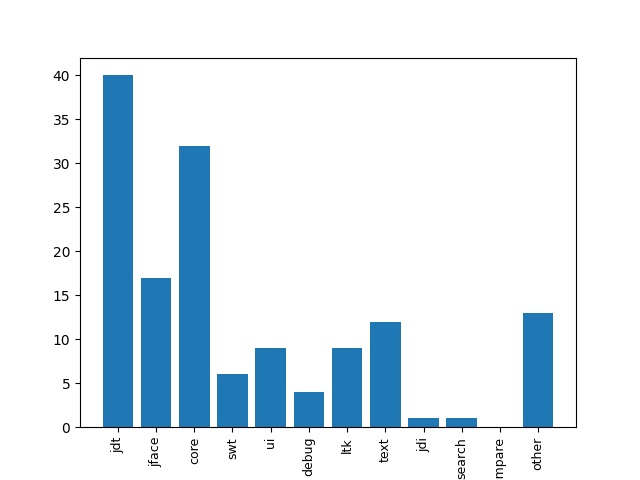 40
35
30
25
20
15
10
5
0
jdt
jface
core
swt
ui
debug
ltk
text
jdi
search
mpare
other